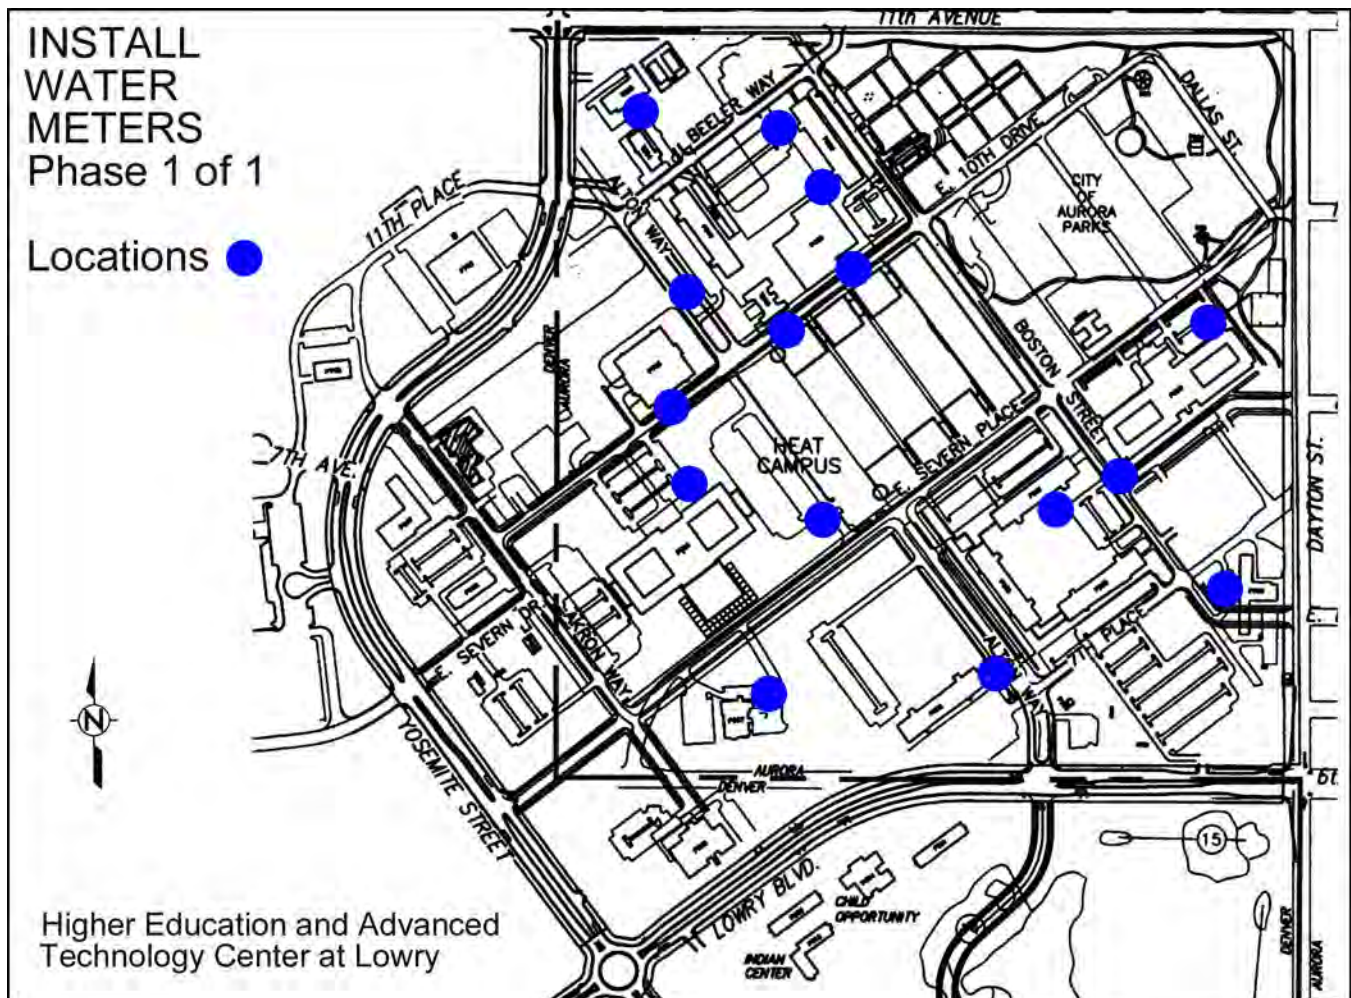 INSTALL
WATER
METERS
Phase 1 of 1
Locations
11th AVENUE
BEELER WAY
DALLAS ST.
E. 10TH DRIVE
CITY
OF
AURORA
PARKS
11TH PLACE
ALTON
WAY
DENVER
AURORA
BOSTON
STREET
HEAT
CAMPUS
E. SEVERN PLACE
7TH AVE.
DAYTON ST.
E. SEVERN
AKRON WAY
7TH PLACE
WAY
N
YOSEMITE STREET
AURORA
DENVER
15
LOWRY BLVD.
CHILD
OPPORTUNITY
INDIAN
CENTER
DENVER
AURORA
Higher Education and Advanced
Technology Center at Lowry